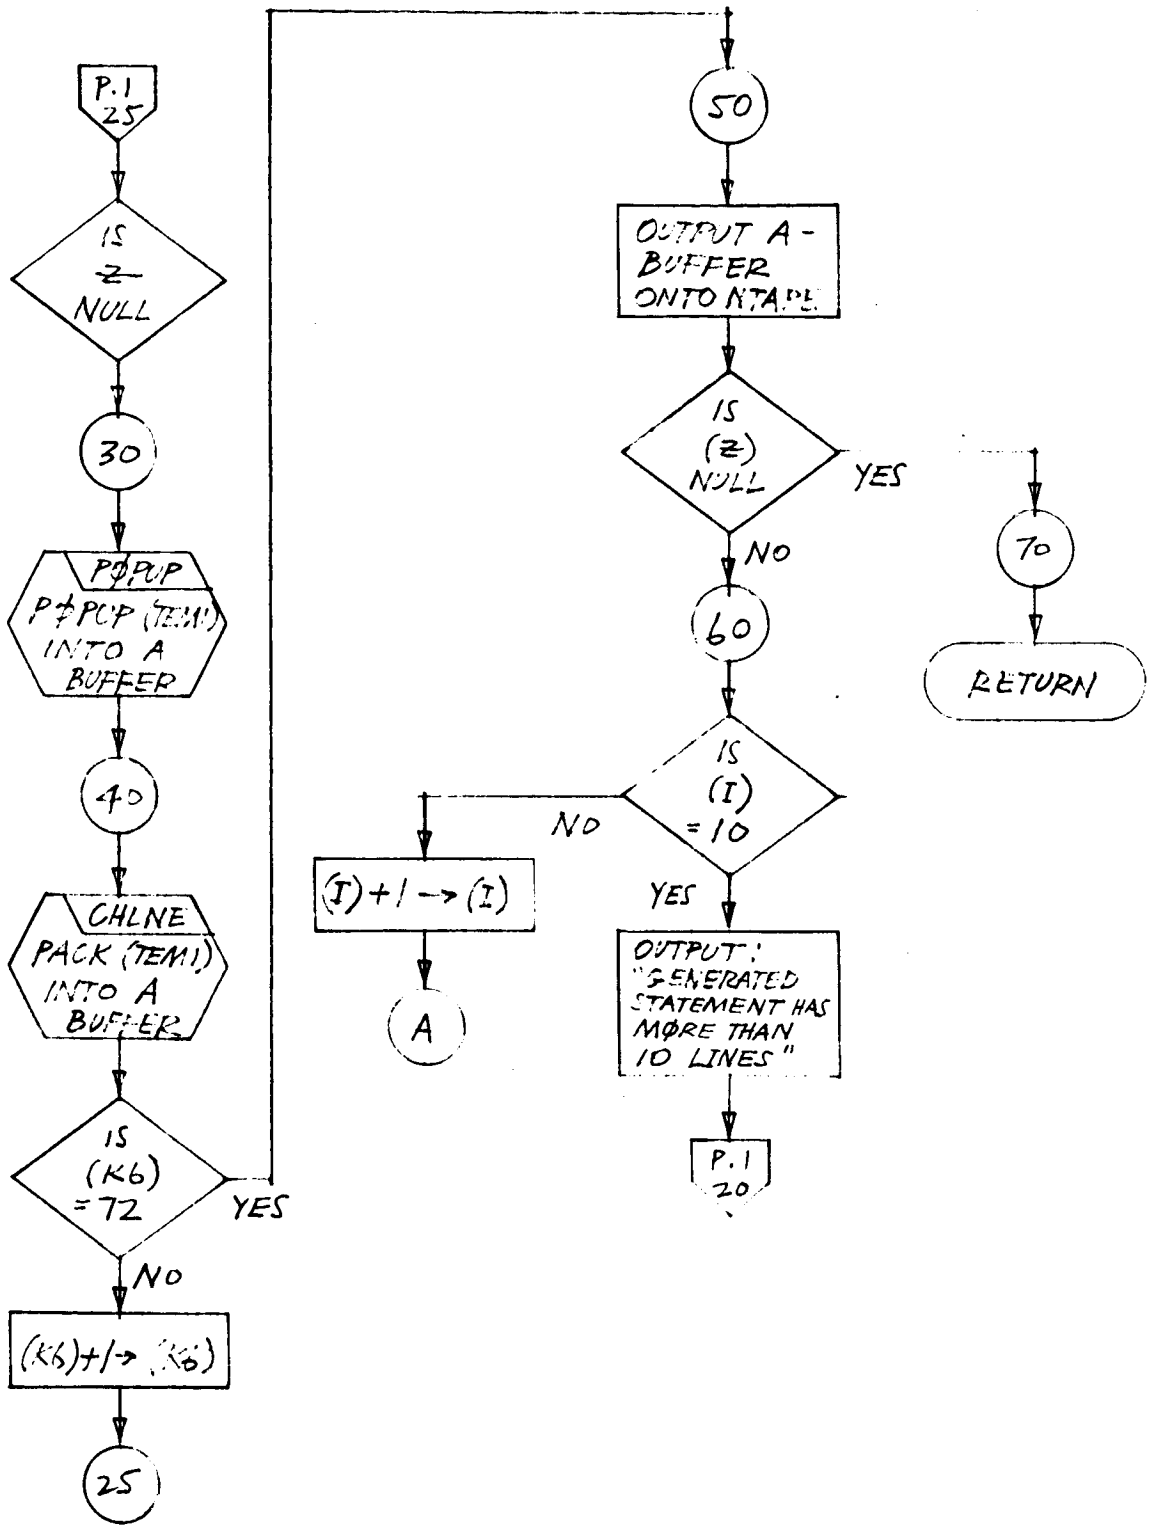 P.1
25
IS
Z
NULL
30
PØPUP
PØPUP (TEM1)
INTO A
BUFFER
40
CHLNE
PACK (TEM1)
INTO A
BUFFER
IS
(K6)
=72
YES
NO
(K6)+1→(K6)
25
50
OUTPUT A-
BUFFER
ONTO NTAPE
IS
(Z)
NULL
YES
NO
70
RETURN
60
IS
(I)
=10
NO
(I)+1→(I)
A
YES
OUTPUT:
"GENERATED
STATEMENT HAS
MØRE THAN
10 LINES"
P.1
20